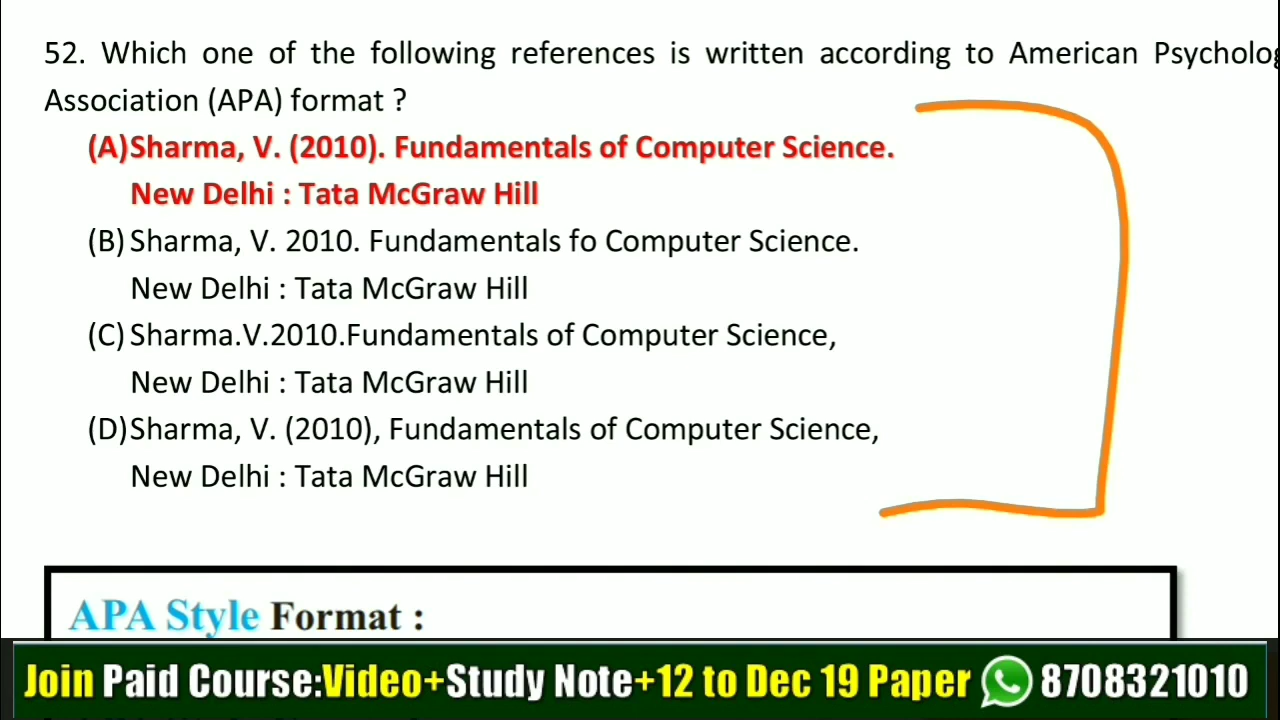 52. Which one of the following references is written according to American Psycholog
Association (APA) format ?
(A) Sharma, V. (2010). Fundamentals of Computer Science.
New Delhi : Tata McGraw Hill
(B) Sharma, V. 2010. Fundamentals fo Computer Science.
New Delhi : Tata McGraw Hill
(C) Sharma.V.2010.Fundamentals of Computer Science,
New Delhi : Tata McGraw Hill
(D) Sharma, V. (2010), Fundamentals of Computer Science,
New Delhi : Tata McGraw Hill
APA Style Format :
Join Paid Course:Video+Study Note+12 to Dec 19 Paper 8708321010